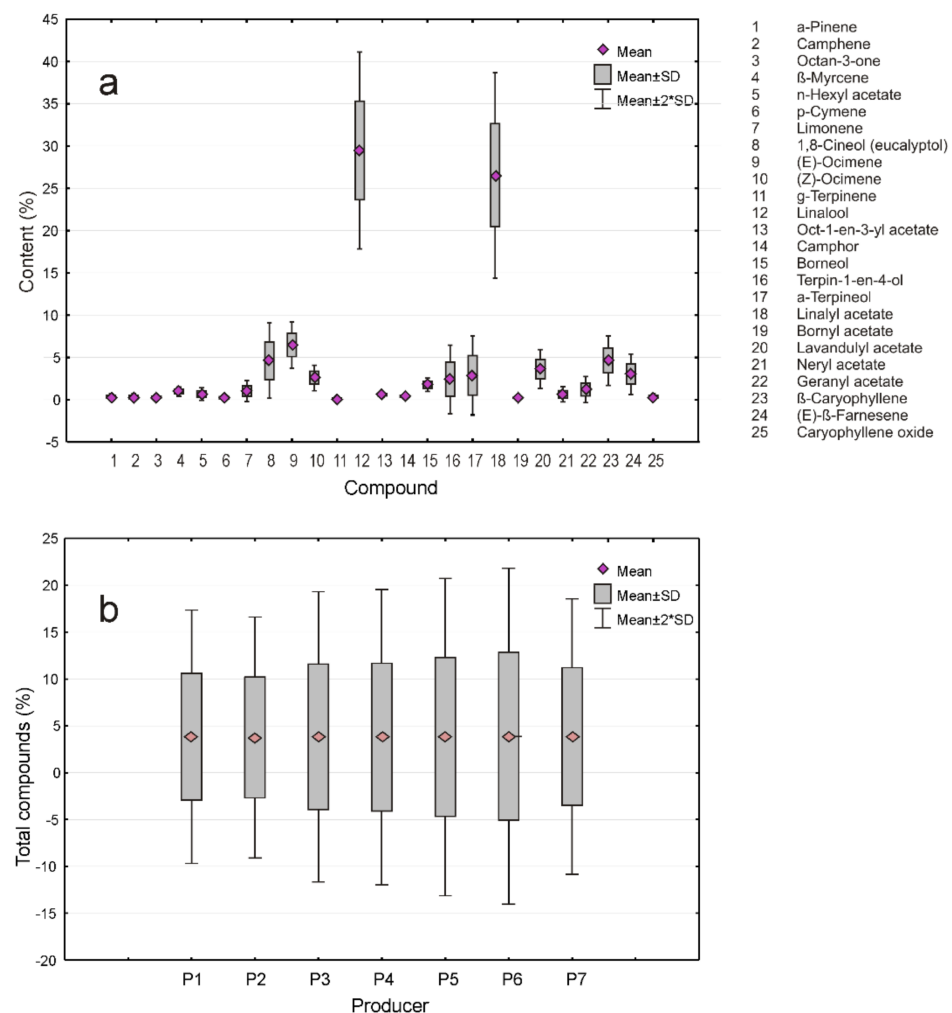 45
40
35
30
25
20
15
10
5
0
-5
Content (%)
a
Mean
Mean±SD
Mean±2*SD
1 2 3 4 5 6 7 8 9 10 11 12 13 14 15 16 17 18 19 20 21 22 23 24 25
Compound
1 a-Pinene
2 Camphene
3 Octan-3-one
4 ß-Myrcene
5 n-Hexyl acetate
6 p-Cymene
7 Limonene
8 1,8-Cineol (eucalyptol)
9 (E)-Ocimene
10 (Z)-Ocimene
11 g-Terpinene
12 Linalool
13 Oct-1-en-3-yl acetate
14 Camphor
15 Borneol
16 Terpin-1-en-4-ol
17 a-Terpineol
18 Linalyl acetate
19 Bornyl acetate
20 Lavandulyl acetate
21 Neryl acetate
22 Geranyl acetate
23 ß-Caryophyllene
24 (E)-ß-Farnesene
25 Caryophyllene oxide
25
20
15
10
5
0
-5
-10
-15
-20
Total compounds (%)
b
Mean
Mean±SD
Mean±2*SD
P1 P2 P3 P4 P5 P6 P7
Producer